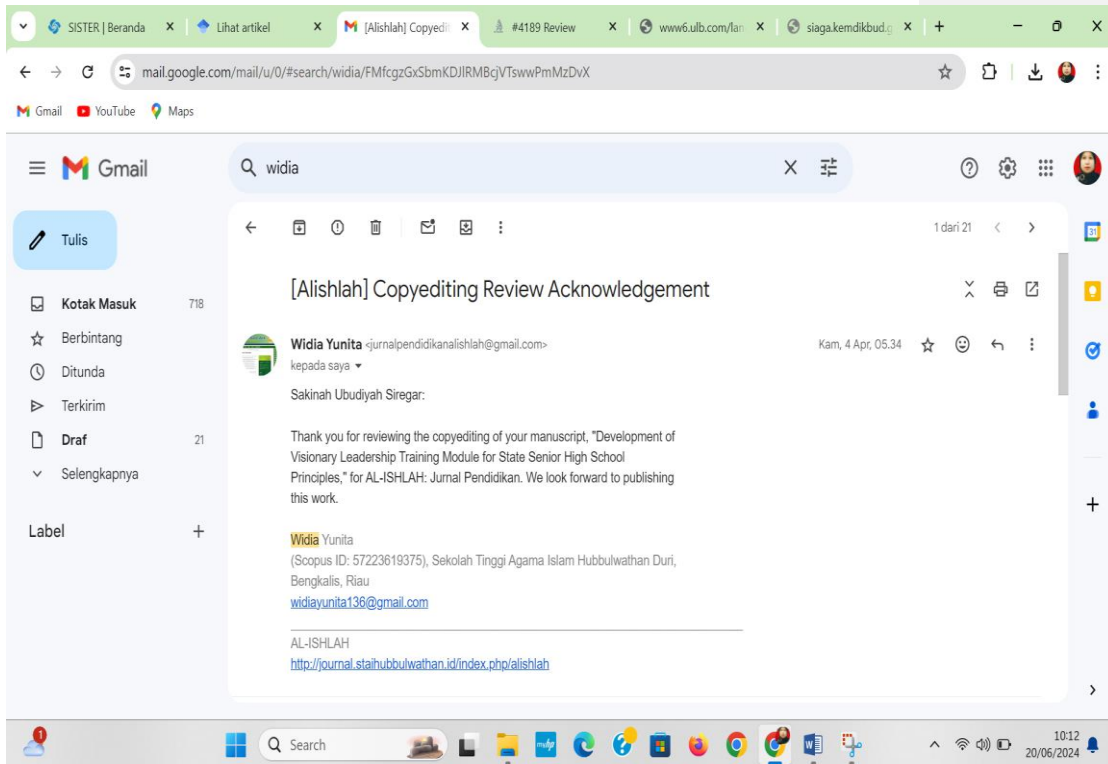 SISTER | Beranda
Lihat artikel
[Alishlah] Copyedit
#4189 Review
www6.ulb.com/lan
siaga.kemdikbud.g
mail.google.com/mail/u/0/#search/widia/FMfcgzGxSbmKDJlRMBcjVTswwPmMzDvX
Gmail YouTube Maps
Gmail
widia
Tulis
1 dari 21
31
[Alishlah] Copyediting Review Acknowledgement
Kotak Masuk 718
Berbintang
Ditunda
Terkirim
Draf 21
Selengkapnya
Label
Widia Yunita <jurnalpendidikanalishlah@gmail.com>
Kam, 4 Apr, 05.34
kepada saya
Sakinah Ubudiyah Siregar:
Thank you for reviewing the copyediting of your manuscript, "Development of
Visionary Leadership Training Module for State Senior High School
Principles," for AL-ISHLAH: Jurnal Pendidikan. We look forward to publishing
this work.
Widia Yunita
(Scopus ID: 57223619375), Sekolah Tinggi Agama Islam Hubbulwathan Duri,
Bengkalis, Riau
widiayunita136@gmail.com
AL-ISHLAH
http://journal.staihubbulwathan.id/index.php/alishlah
1
Search
mdp
10:12
20/06/2024